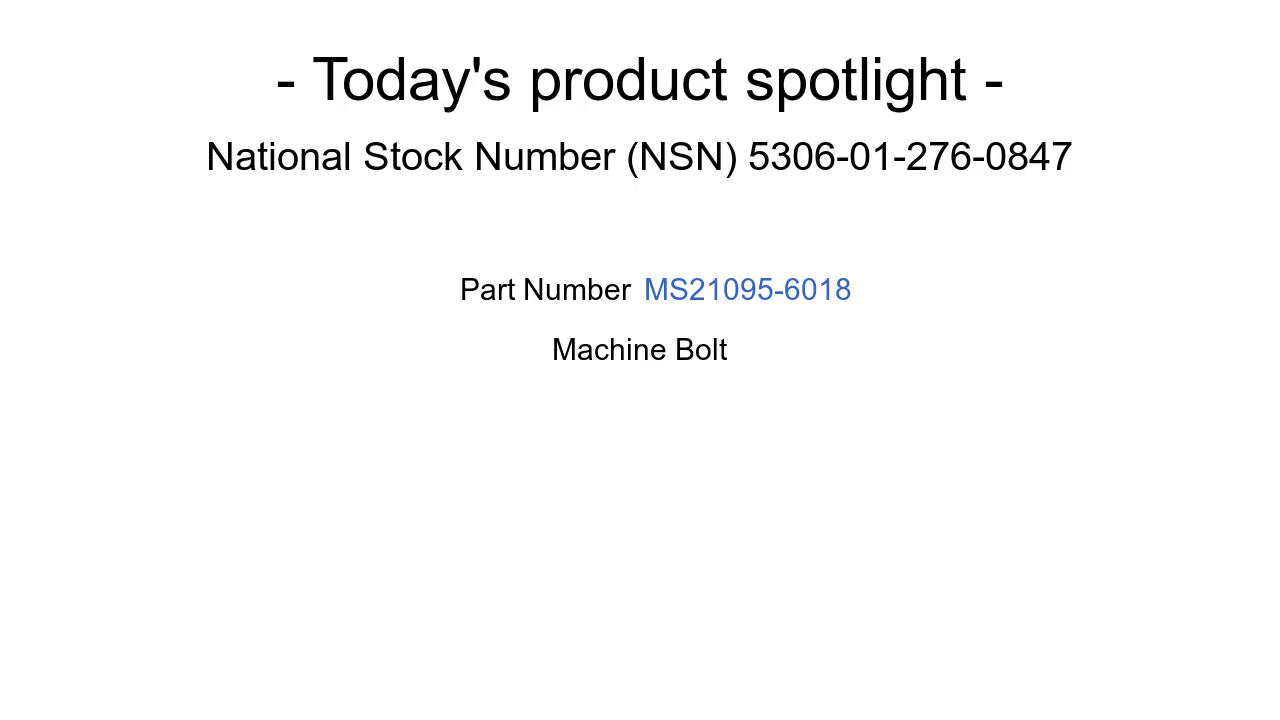 - Today's product spotlight -
National Stock Number (NSN) 5306-01-276-0847
Part Number MS21095-6018
Machine Bolt